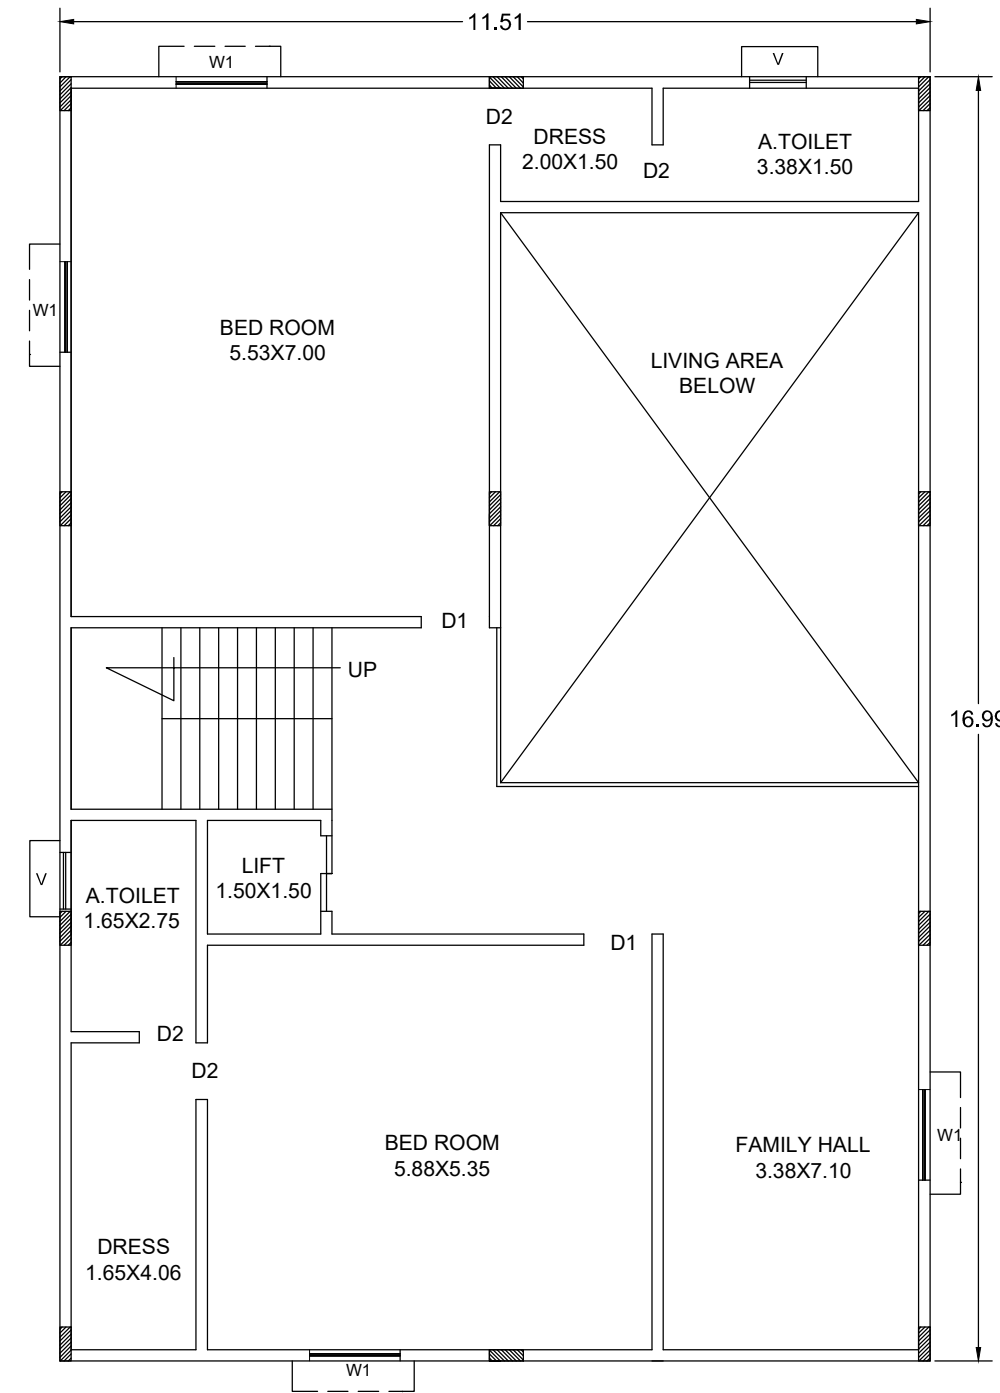 11.51
W1
V
D2
DRESS
2.00X1.50
D2
A.TOILET
3.38X1.50
W1
BED ROOM
5.53X7.00
LIVING AREA
BELOW
D1
UP
16.99
V
A.TOILET
1.65X2.75
LIFT
1.50X1.50
D1
D2
D2
BED ROOM
5.88X5.35
FAMILY HALL
3.38X7.10
W1
DRESS
1.65X4.06
W1